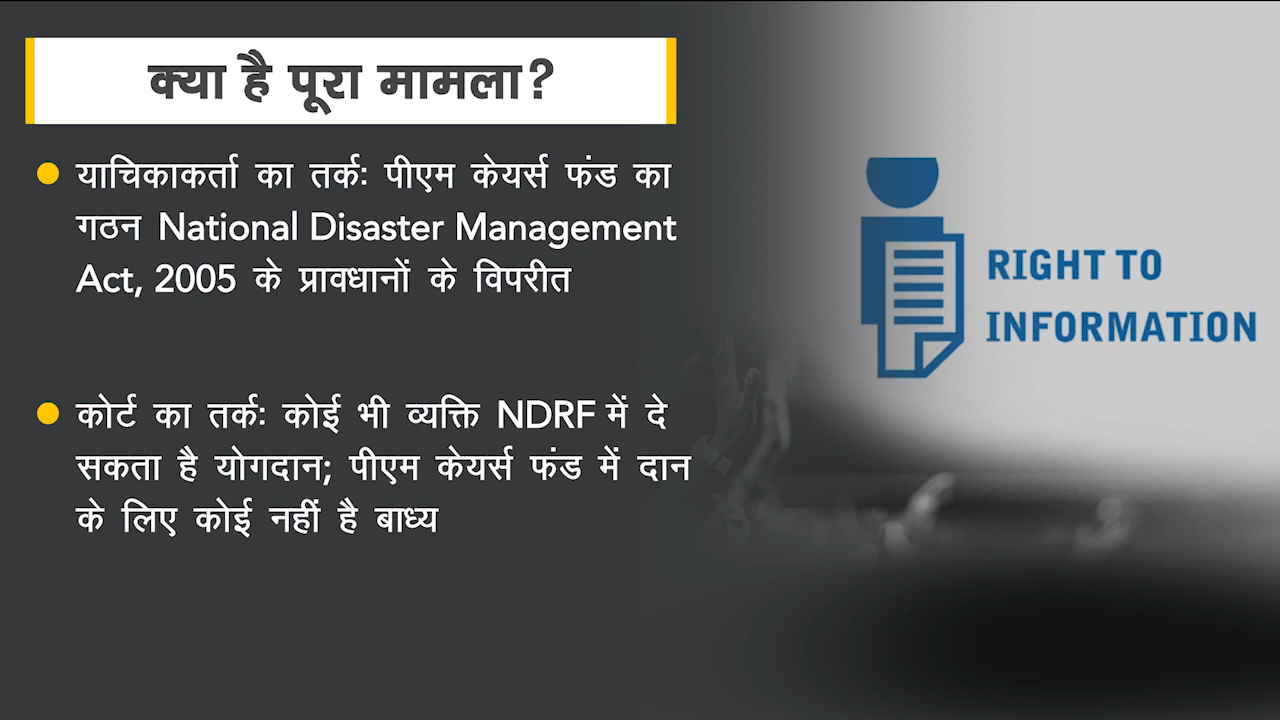 क्या है पूरा मामला?
याचिकाकर्ता का तर्क: पीएम केयर्स फंड का
गठन National Disaster Management
Act, 2005 के प्रावधानों के विपरीत
कोर्ट का तर्क: कोई भी व्यक्ति NDRF में दे
सकता है योगदान; पीएम केयर्स फंड में दान
के लिए कोई नहीं है बाध्य
RIGHT TO
INFORMATION